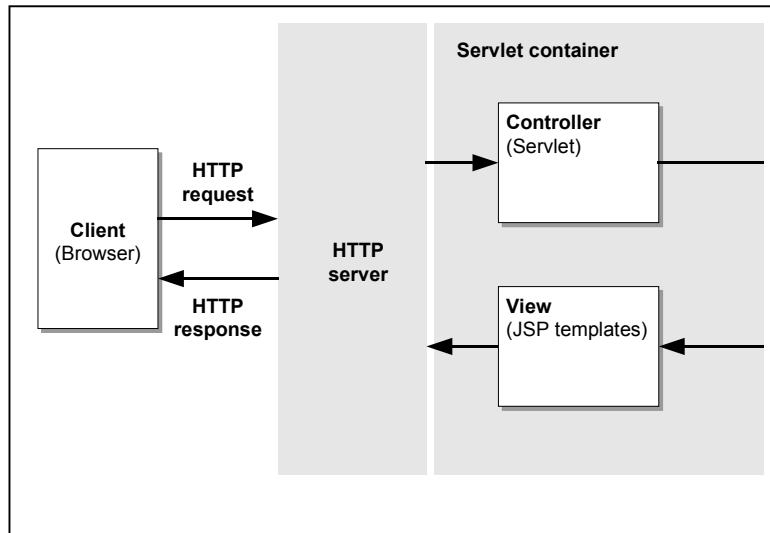 Servlet container
Controller
(Servlet)
HTTP
request
Client
(Browser)
HTTP
server
HTTP
response
View
(JSP templates)